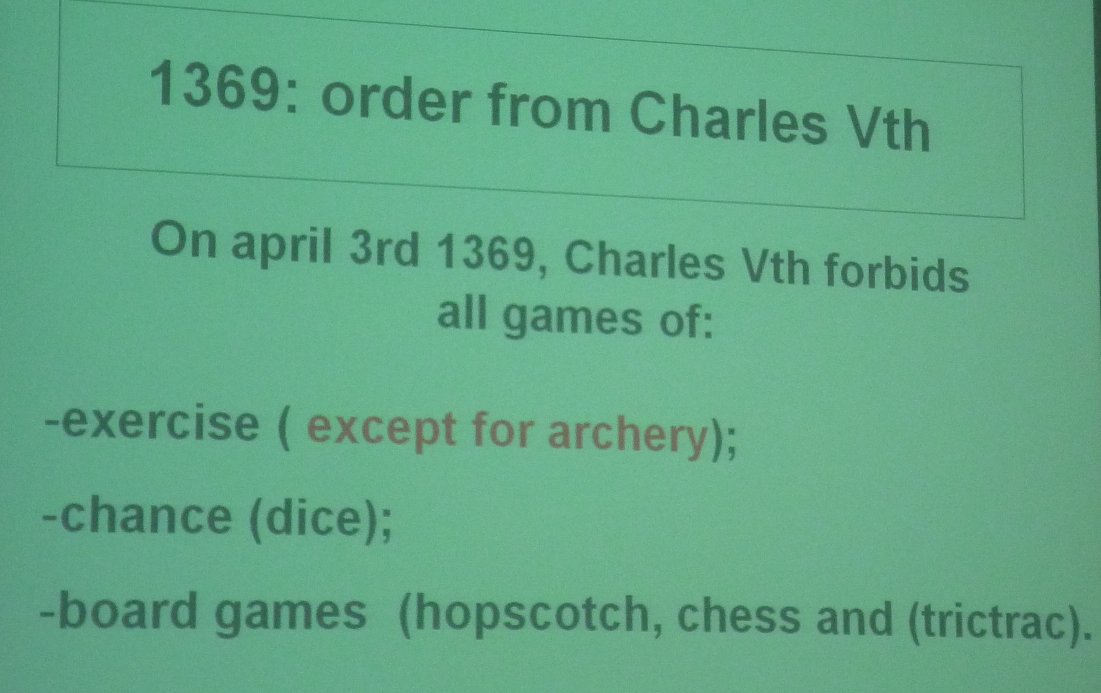 1369: order from Charles Vth
On april 3rd 1369, Charles Vth forbids
all games of:
-exercise ( except for archery);
-chance (dice);
-board games (hopscotch, chess and (trictrac).